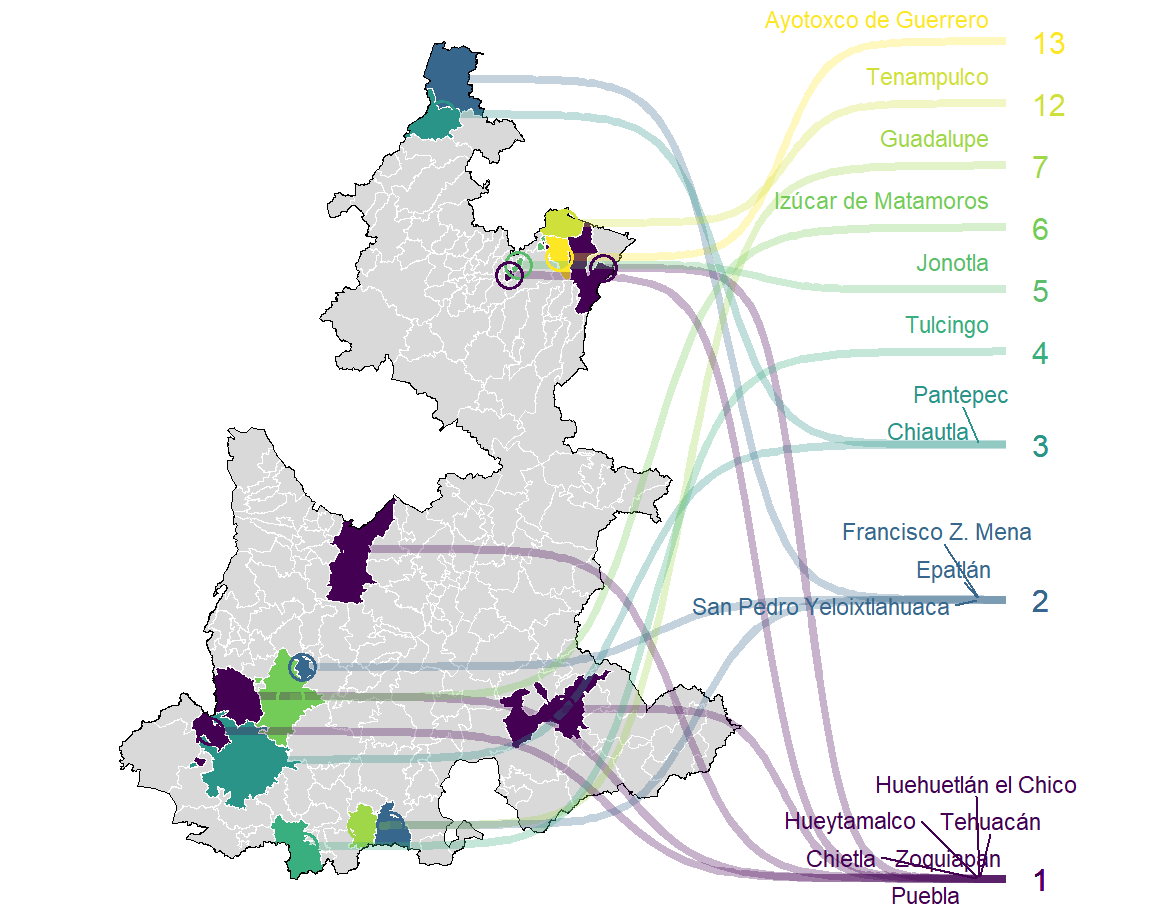 Ayotoxco de Guerrero
13
Tenampulco
12
Guadalupe
7
Izúcar de Matamoros
6
Jonotla
5
Tulcingo
4
Pantepec
Chiautla
3
Francisco Z. Mena
Epatlán
San Pedro Yeloixtlahuaca
2
Huehuetlán el Chico
Hueytamalco
Tehuacán
Chietla
Zoquiapan
Puebla
1